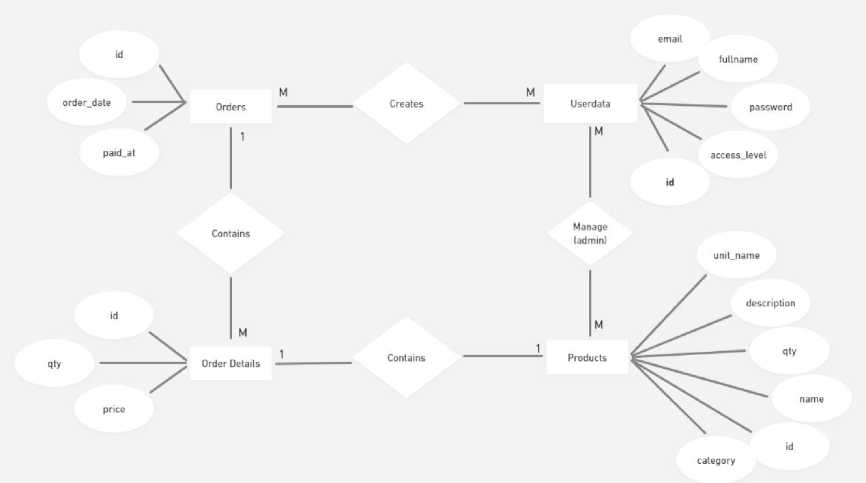 id
order_date
paid_at
Orders
M
Creates
M
Userdata
email
fullname
password
access_level
id
1
M
Contains
Manage
(admin)
M
M
id
qty
price
Order Details
1
Contains
1
Products
unit_name
description
qty
name
id
category